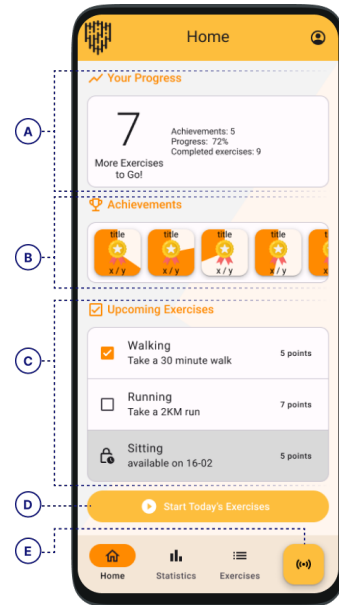 Home
A
Your Progress
7
More Exercises
to Go!
Achievements: 5
Progress: 72%
Completed exercises: 9
B
Achievements
title title title title t
x / y x / y x / y x / y x
C
Upcoming Exercises
Walking
Take a 30 minute walk
5 points
Running
Take a 2KM run
7 points
Sitting
available on 16-02
5 points
D
Start Today's Exercises
E
Home Statistics Exercises